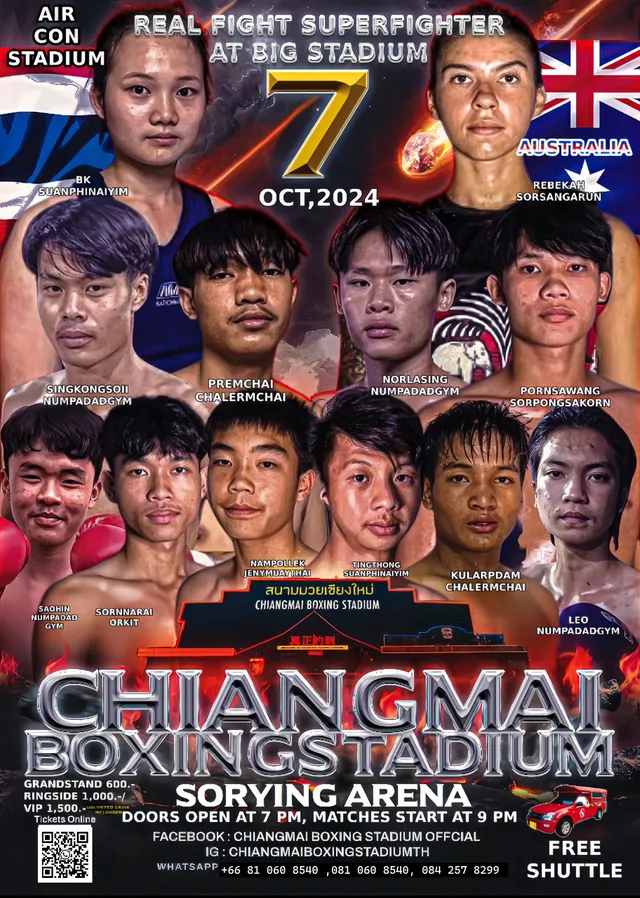 AIR
CON
STADIUM
REAL FIGHT SUPERFIGHTER
AT BIG STADIUM
7
OCT,2024
AUSTRALIA
BK
SUANPHINAIYIM
REBEKAH
SORSANGARUN
SINGKONGSOII
NUMPADADGYM
PREMCHAI
CHALERMCHAI
NORLASING
NUMPADADGYM
PORNSAWANG
SORPONGSAKORN
SAOHIN
NUMPADAD
GYM
SORNNARAI
ORKIT
NAMPOLLEK
JENYMUAYTHAI
TINGTHONG
SUANPHINAIYIM
KULARPDAM
CHALERMCHAI
LEO
NUMPADADGYM
สนามมวยเชียงใหม่
CHIANGMAI BOXING STADIUM
CHIANGMAI
BOXINGSTADIUM
GRANDSTAND 600.-
RINGSIDE 1,000.-/
VIP 1,500.-
Tickets Online
SORYING ARENA
DOORS OPEN AT 7 PM, MATCHES START AT 9 PM
FACEBOOK : CHIANGMAI BOXING STADIUM OFFCIAL
IG : CHIANGMAIBOXINGSTADIUMTH
WHATSAPP +66 81 060 8540 ,081 060 8540, 084 257 8299
FREE
SHUTTLE